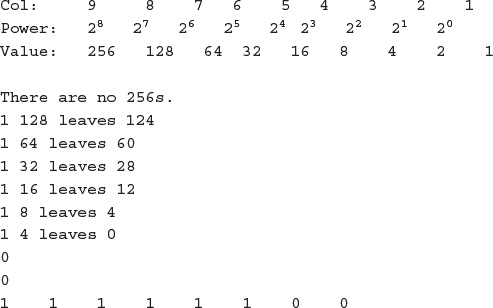 Col: 9 8 7 6 5 4 3 2 1
Power: 2⁸ 2⁷ 2⁶ 2⁵ 2⁴ 2³ 2² 2¹ 2⁰
Value: 256 128 64 32 16 8 4 2 1
There are no 256s.
1 128 leaves 124
1 64 leaves 60
1 32 leaves 28
1 16 leaves 12
1 8 leaves 4
1 4 leaves 0
0
0
1 1 1 1 1 1 0 0